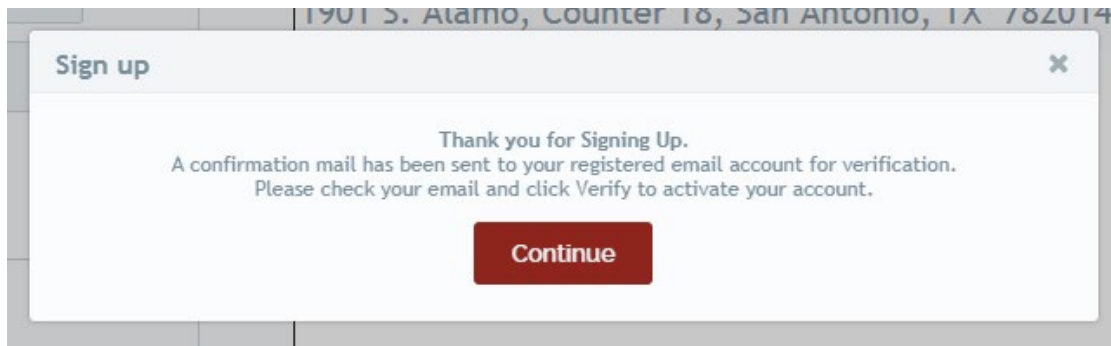 1901 S. Alamo, Counter 18, San Antonio, TX 782014
Sign up
Thank you for Signing Up.
A confirmation mail has been sent to your registered email account for verification.
Please check your email and click Verify to activate your account.
Continue